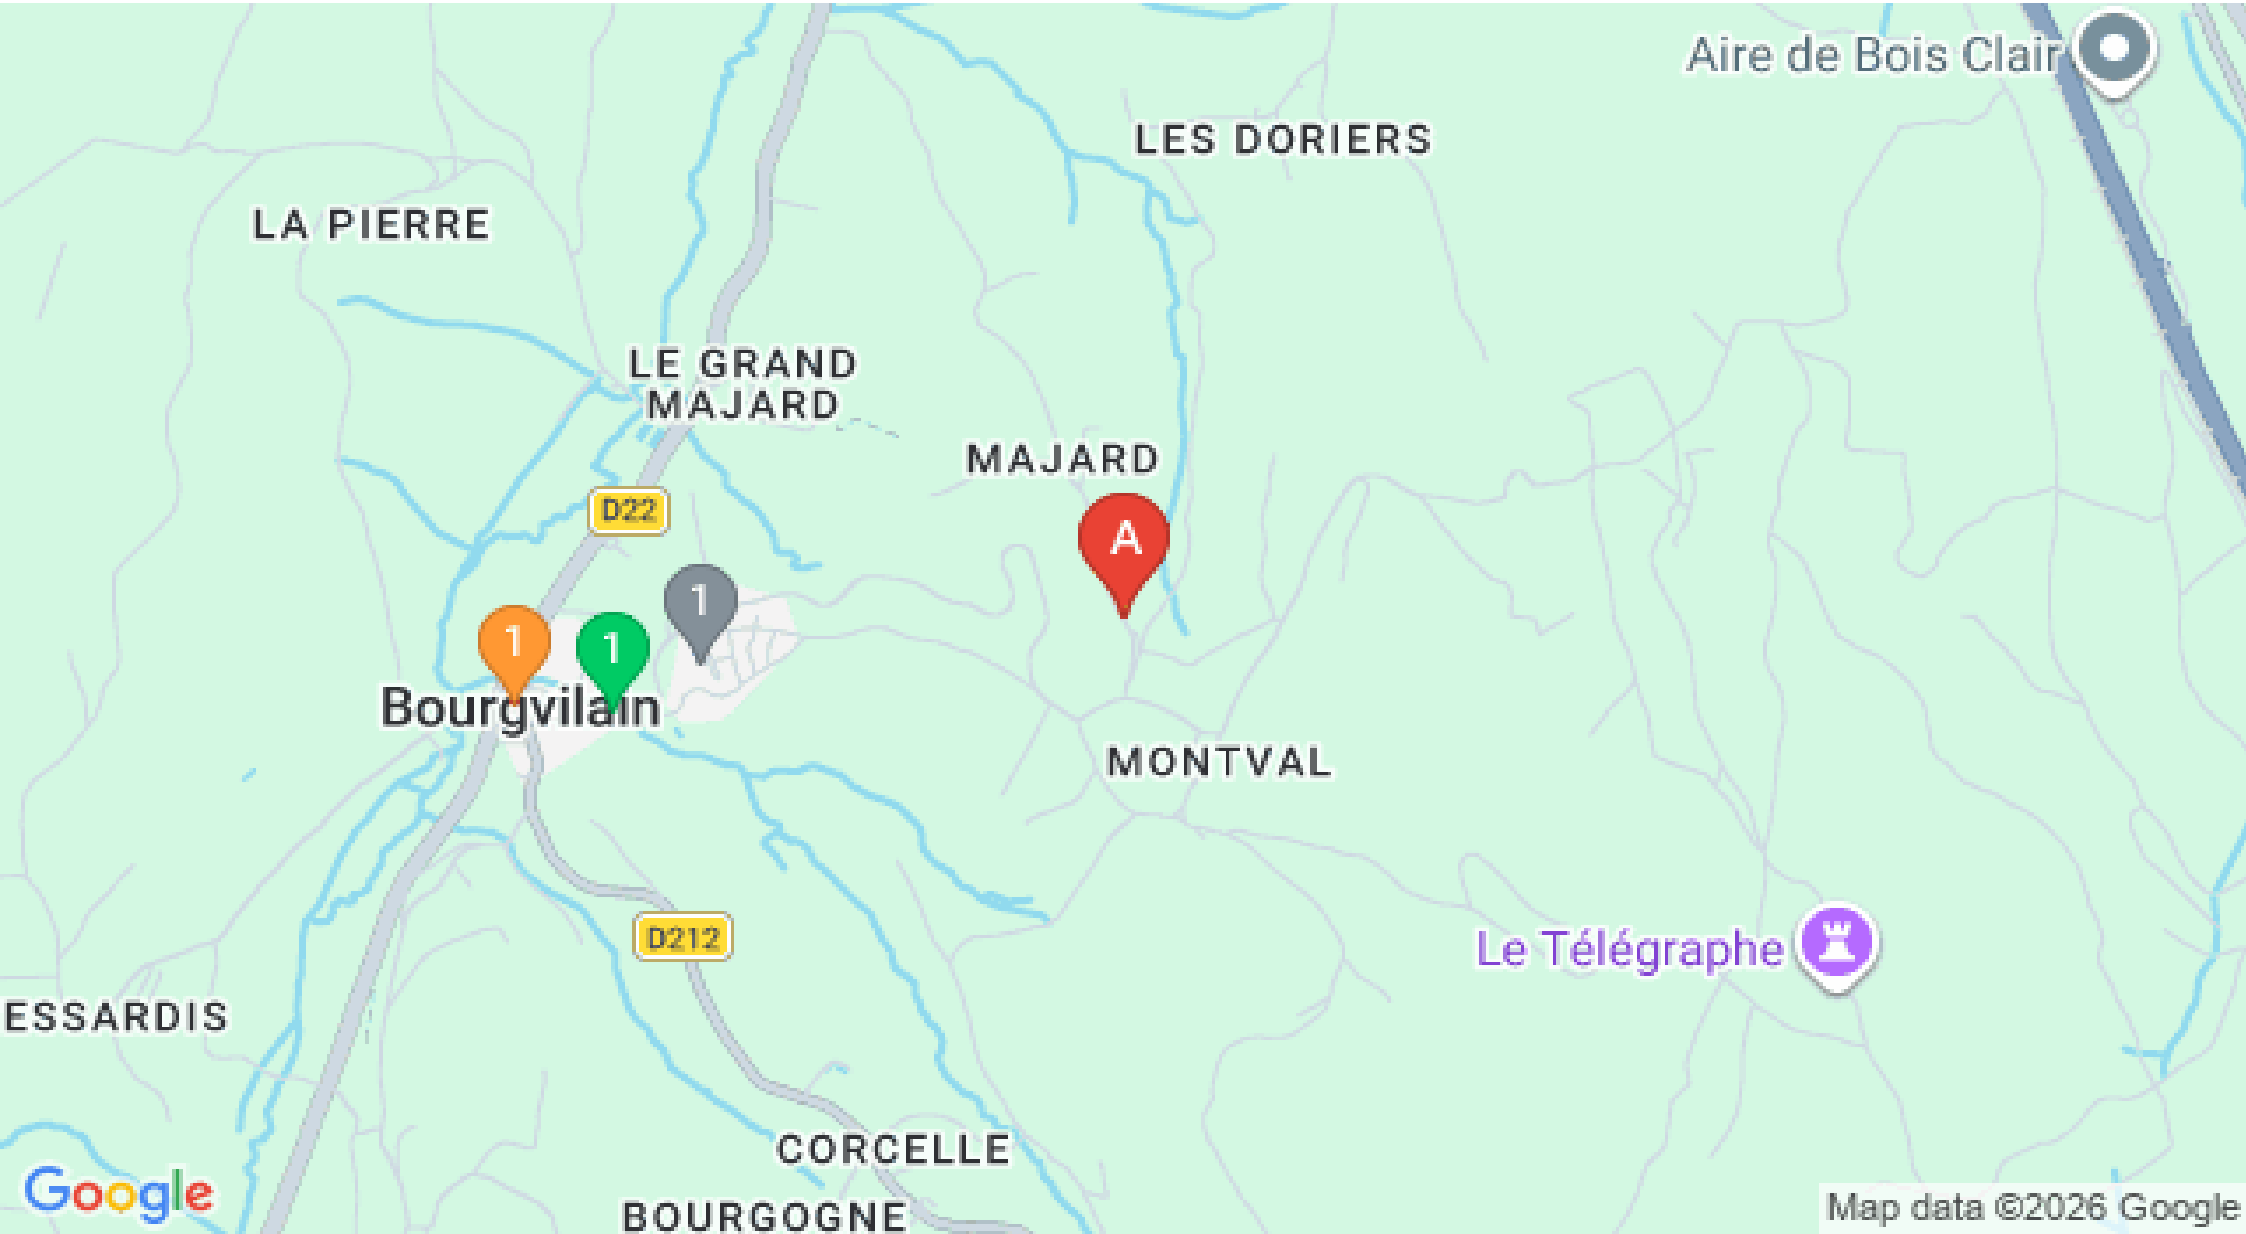 Aire de Bois Clair
LES DORIERS
LA PIERRE
LE GRAND
MAJARD
MAJARD
D22
A
1
1
1
Bourgvilain
MONTVAL
D212
Le Télégraphe
ESSARDIS
CORCELLE
BOURGOGNE
Google
Map data ©2026 Google